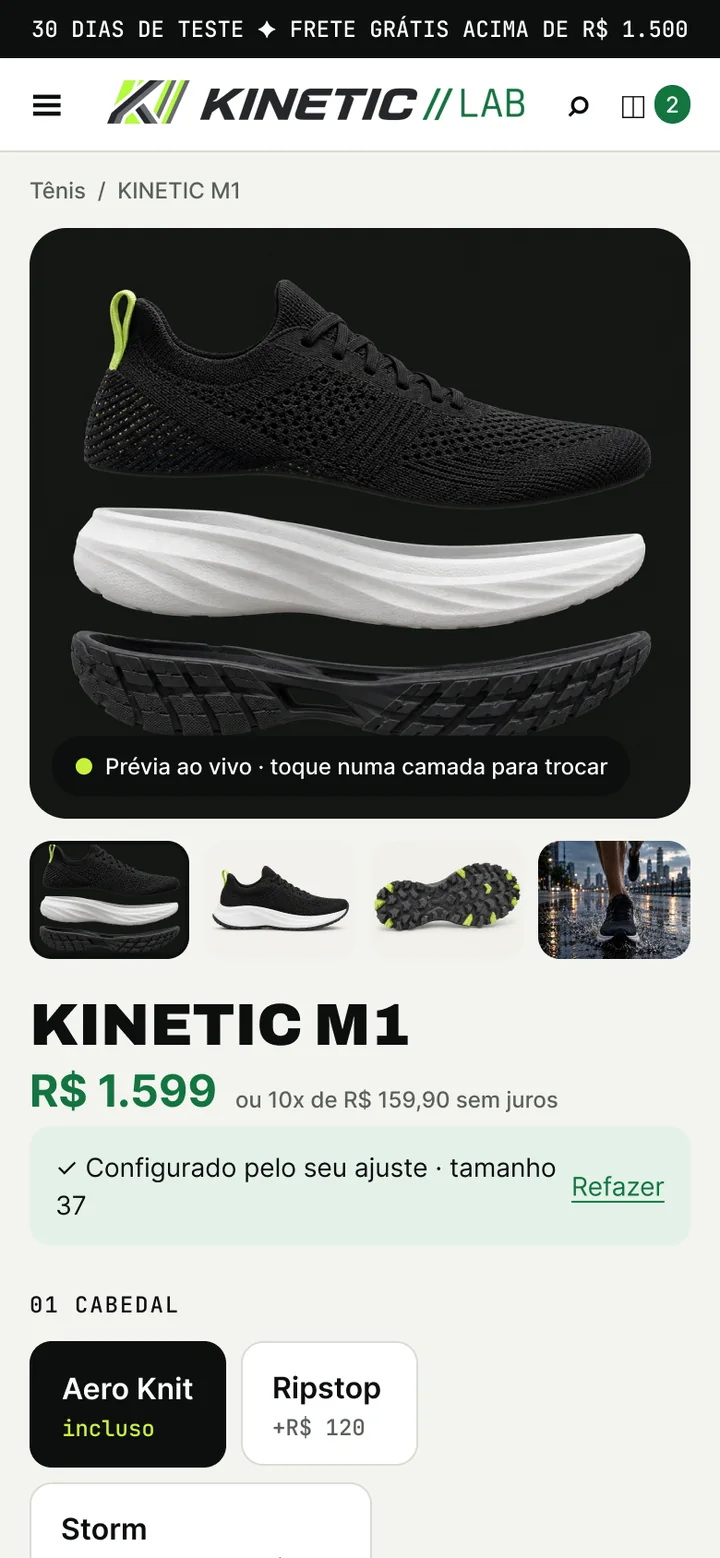 30 DIAS DE TESTE ✦ FRETE GRÁTIS ACIMA DE R$ 1.500
KINETIC // LAB
2
Tênis / KINETIC M1
Prévia ao vivo · toque numa camada para trocar
KINETIC M1
R$ 1.599 ou 10x de R$ 159,90 sem juros
✓ Configurado pelo seu ajuste · tamanho
37
Refazer
01 CABEDAL
Aero Knit
incluso
Ripstop
+R$ 120
Storm